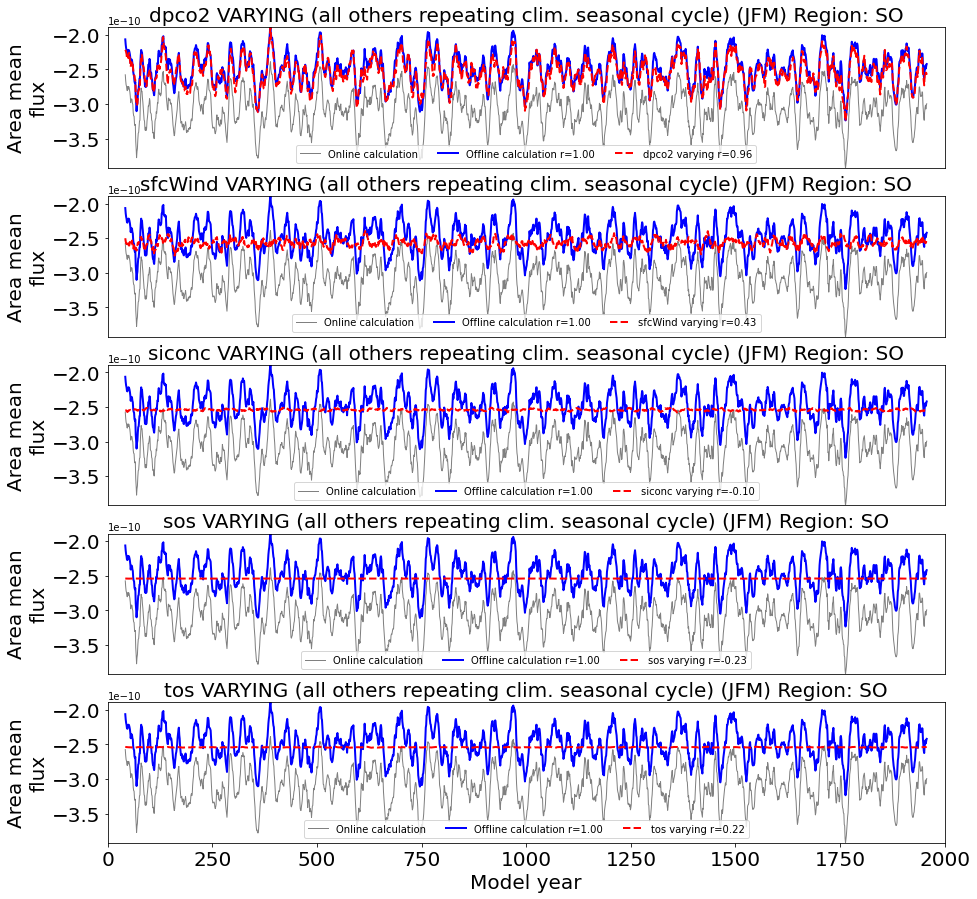 dpco2 VARYING (all others repeating clim. seasonal cycle) (JFM) Region: SO
1e−10
−2.0
−2.5
−3.0
−3.5
Area mean
flux
Online calculation
Offline calculation r=1.00
dpco2 varying r=0.96
sfcWind VARYING (all others repeating clim. seasonal cycle) (JFM) Region: SO
1e−10
−2.0
−2.5
−3.0
−3.5
Area mean
flux
Online calculation
Offline calculation r=1.00
sfcWind varying r=0.43
siconc VARYING (all others repeating clim. seasonal cycle) (JFM) Region: SO
1e−10
−2.0
−2.5
−3.0
−3.5
Area mean
flux
Online calculation
Offline calculation r=1.00
siconc varying r=-0.10
sos VARYING (all others repeating clim. seasonal cycle) (JFM) Region: SO
1e−10
−2.0
−2.5
−3.0
−3.5
Area mean
flux
Online calculation
Offline calculation r=1.00
sos varying r=-0.23
tos VARYING (all others repeating clim. seasonal cycle) (JFM) Region: SO
1e−10
−2.0
−2.5
−3.0
−3.5
Area mean
flux
Online calculation
Offline calculation r=1.00
tos varying r=0.22
0 250 500 750 1000 1250 1500 1750 2000
Model year